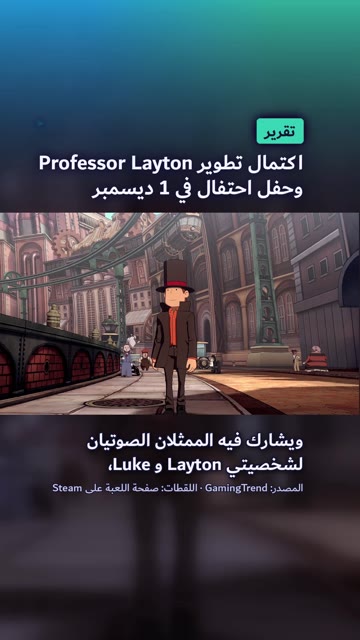 تقرير
اكتمال تطوير Professor Layton
وحفل احتفال في 1 ديسمبر
ويشارك فيه الممثلان الصوتيان
لشخصيتي Layton و Luke،
المصدر: GamingTrend · اللقطات: صفحة اللعبة على Steam